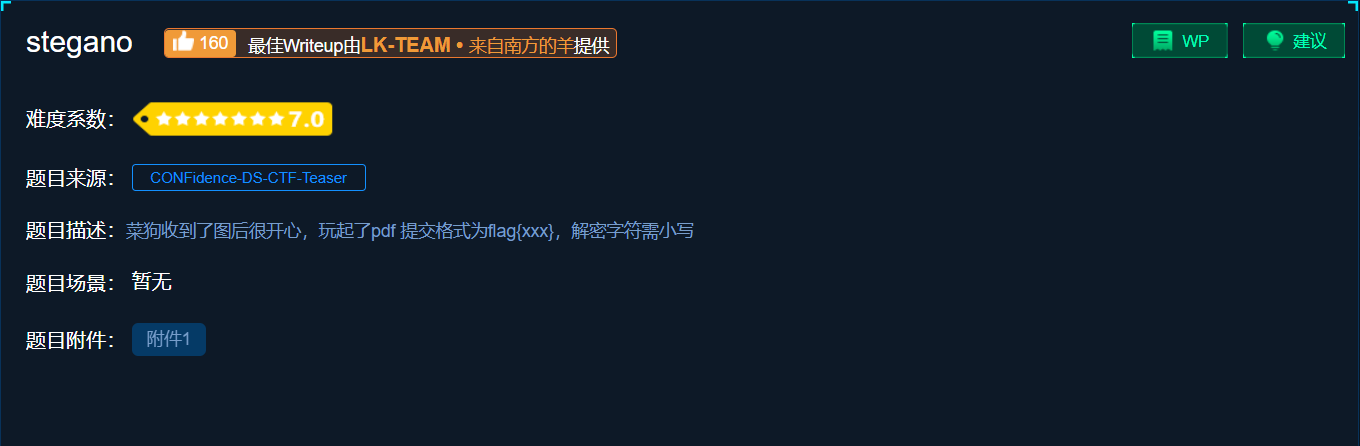 stegano 160 最佳Writeup由LK-TEAM • 来自南方的羊提供 WP 建议
难度系数： 7.0
题目来源： CONFidence-DS-CTF-Teaser
题目描述：菜狗收到了图后很开心，玩起了pdf 提交格式为flag{xxx}，解密字符需小写
题目场景： 暂无
题目附件： 附件1